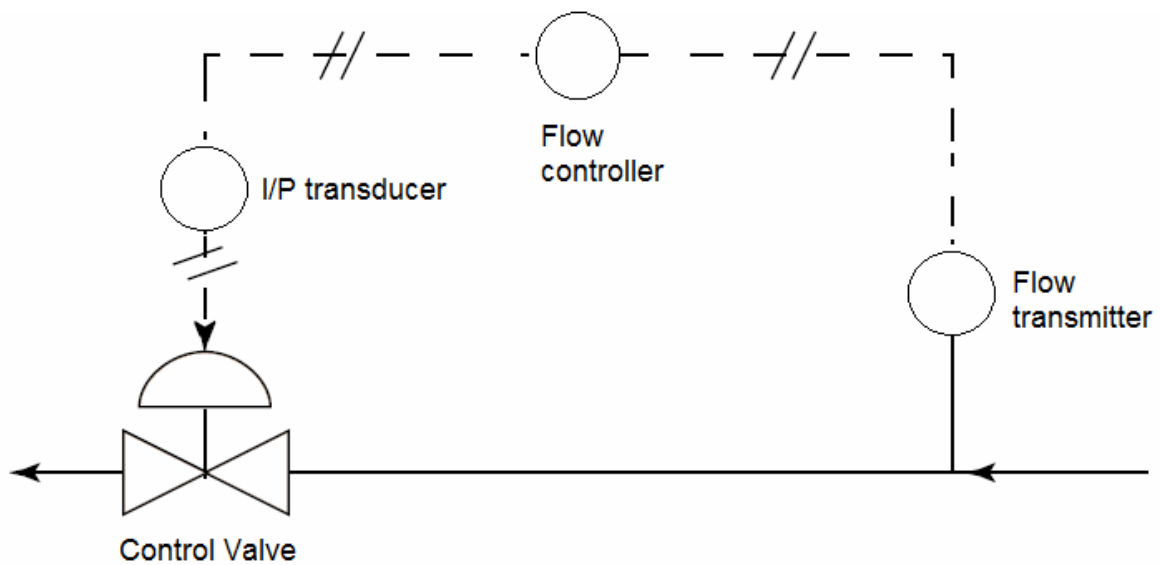 Flow
controller
I/P transducer
Flow
transmitter
Control Valve